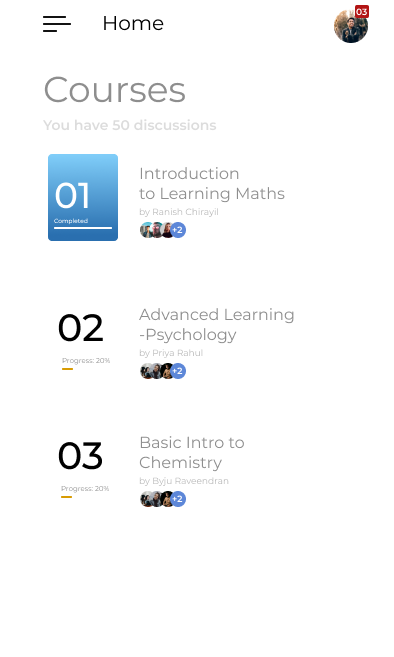 Home
03
Courses
You have 50 discussions
01
Completed
Introduction
to Learning Maths
by Ranish Chirayil
+2
02
Progress: 20%
Advanced Learning
-Psychology
by Priya Rahul
+2
03
Progress: 20%
Basic Intro to
Chemistry
by Byju Raveendran
+2